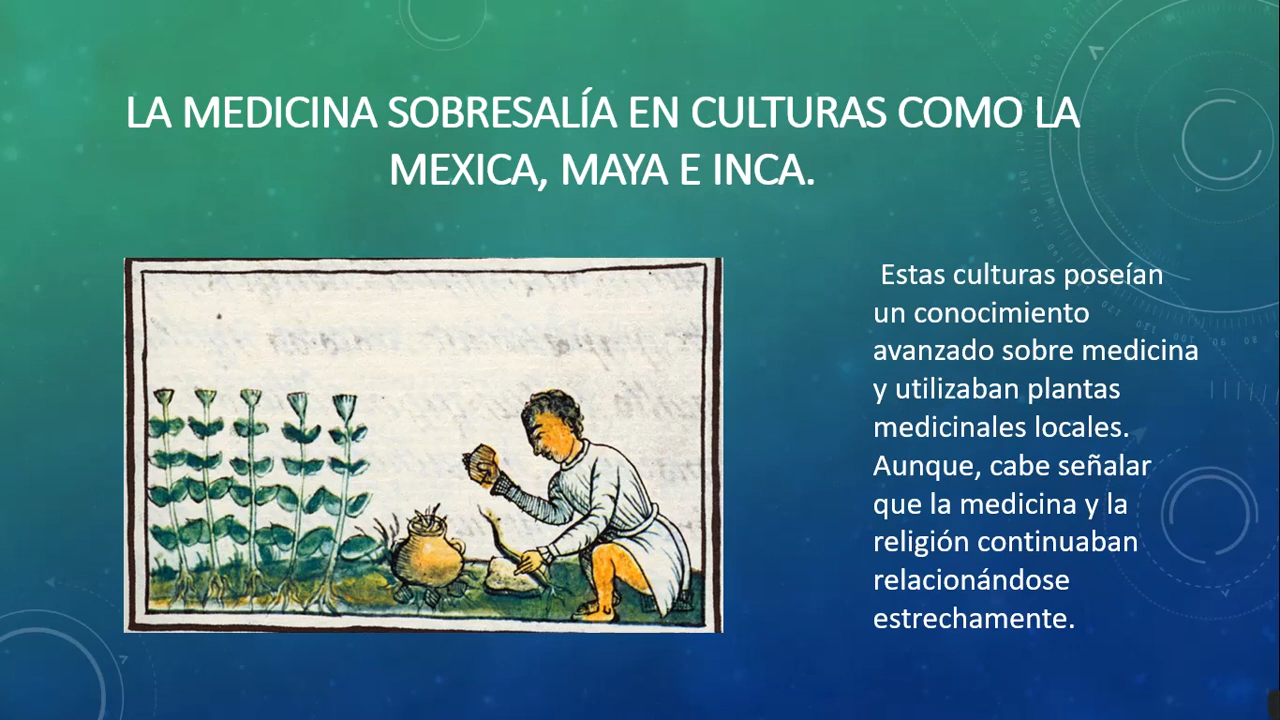 LA MEDICINA SOBRESALÍA EN CULTURAS COMO LA
MEXICA, MAYA E INCA.
Estas culturas poseían
un conocimiento
avanzado sobre medicina
y utilizaban plantas
medicinales locales.
Aunque, cabe señalar
que la medicina y la
religión continuaban
relacionándose
estrechamente.